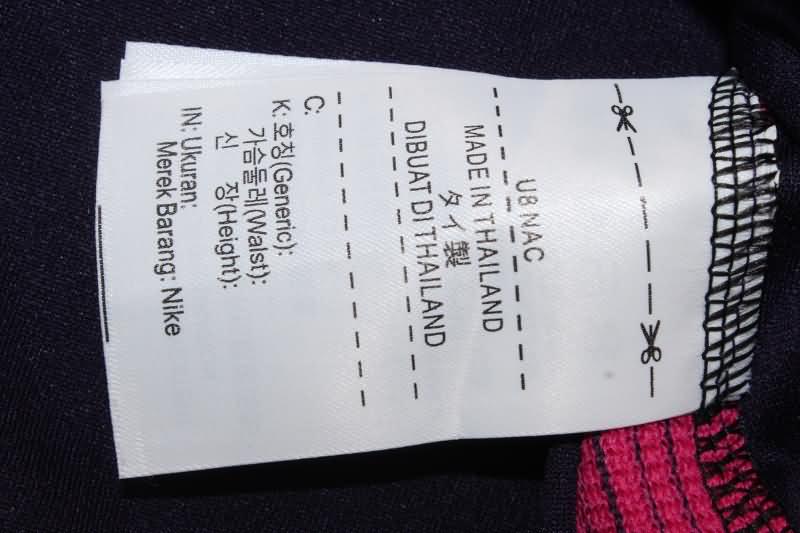 U8 NAC
MADE IN THAILAND
タイ製
DIBUAT DI THAILAND
C:
K: 호칭(Generic):
가슴둘레(Walst):
신 장(Height):
IN: Ukuran:
Merek Barang: Nike